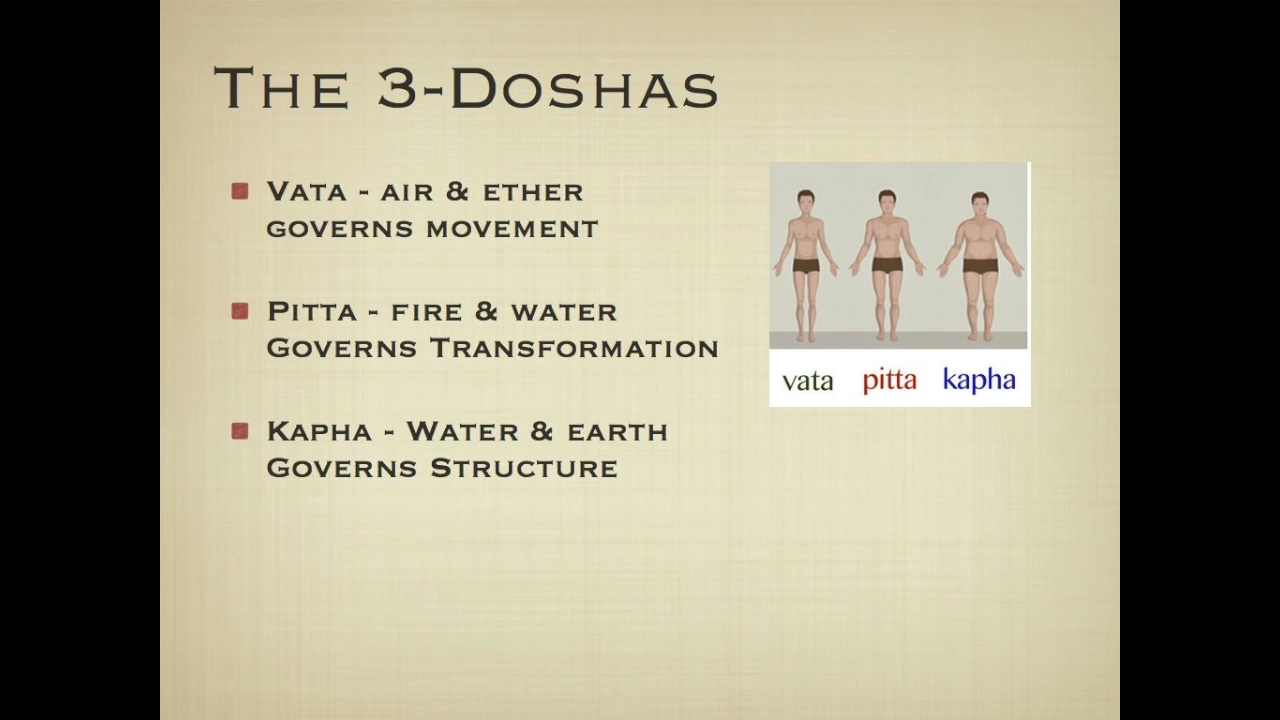 The 3-Doshas
Vata - air & ether
governs movement
Pitta - fire & water
Governs Transformation
Kapha - Water & earth
Governs Structure
vata pitta kapha